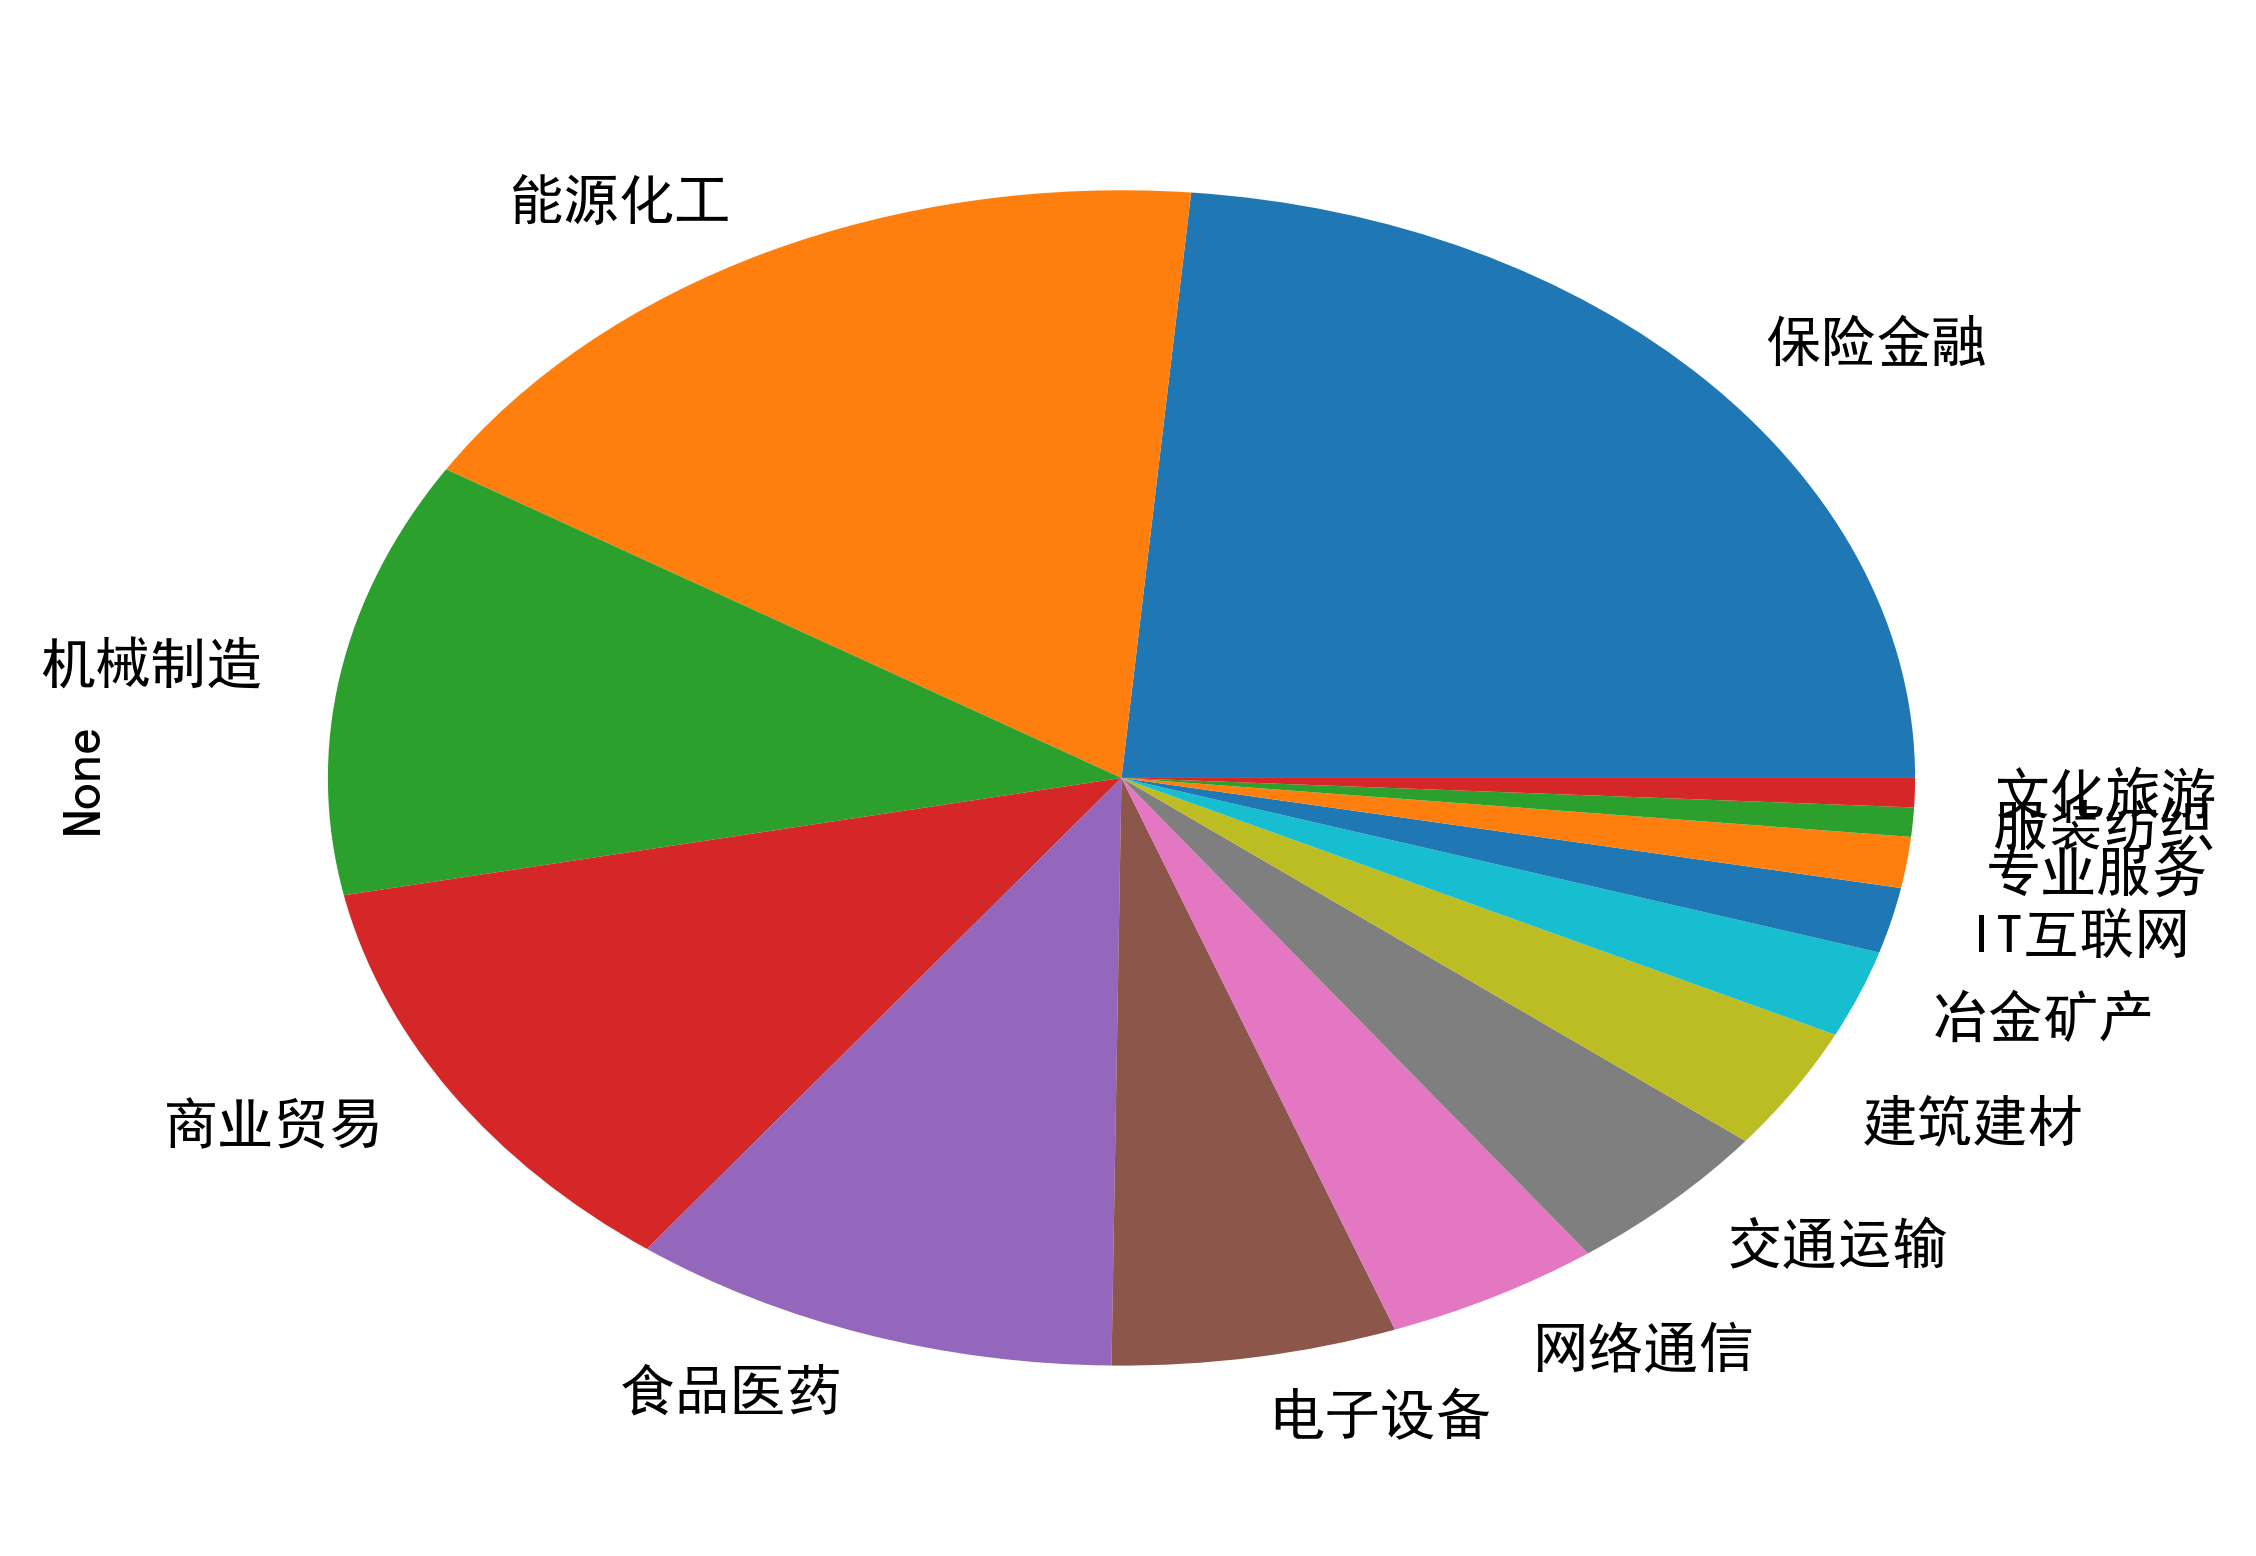 能源化工
保险金融
机械制造
None
文化旅游
服装纺织
专业服务
IT互联网
冶金矿产
建筑建材
商业贸易
交通运输
网络通信
食品医药
电子设备